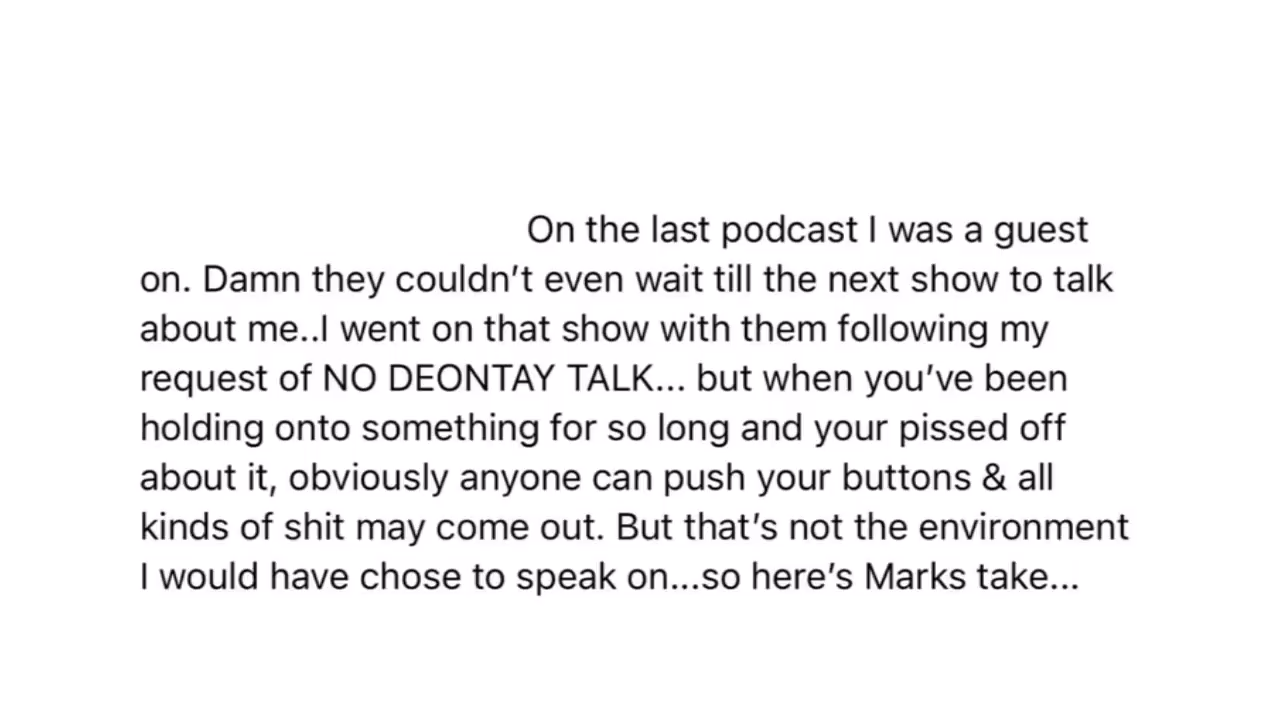 On the last podcast I was a guest
on. Damn they couldn’t even wait till the next show to talk
about me..I went on that show with them following my
request of NO DEONTAY TALK... but when you’ve been
holding onto something for so long and your pissed off
about it, obviously anyone can push your buttons & all
kinds of shit may come out. But that’s not the environment
I would have chose to speak on...so here’s Marks take...